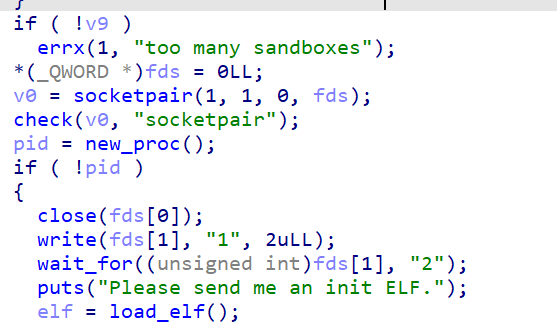 }
if ( !v9 )
errx(1, "too many sandboxes");
*(_QWORD *)fds = 0LL;
v0 = socketpair(1, 1, 0, fds);
check(v0, "socketpair");
pid = new_proc();
if ( !pid )
{
close(fds[0]);
write(fds[1], "1", 2uLL);
wait_for((unsigned int)fds[1], "2");
puts("Please send me an init ELF.");
elf = load_elf();